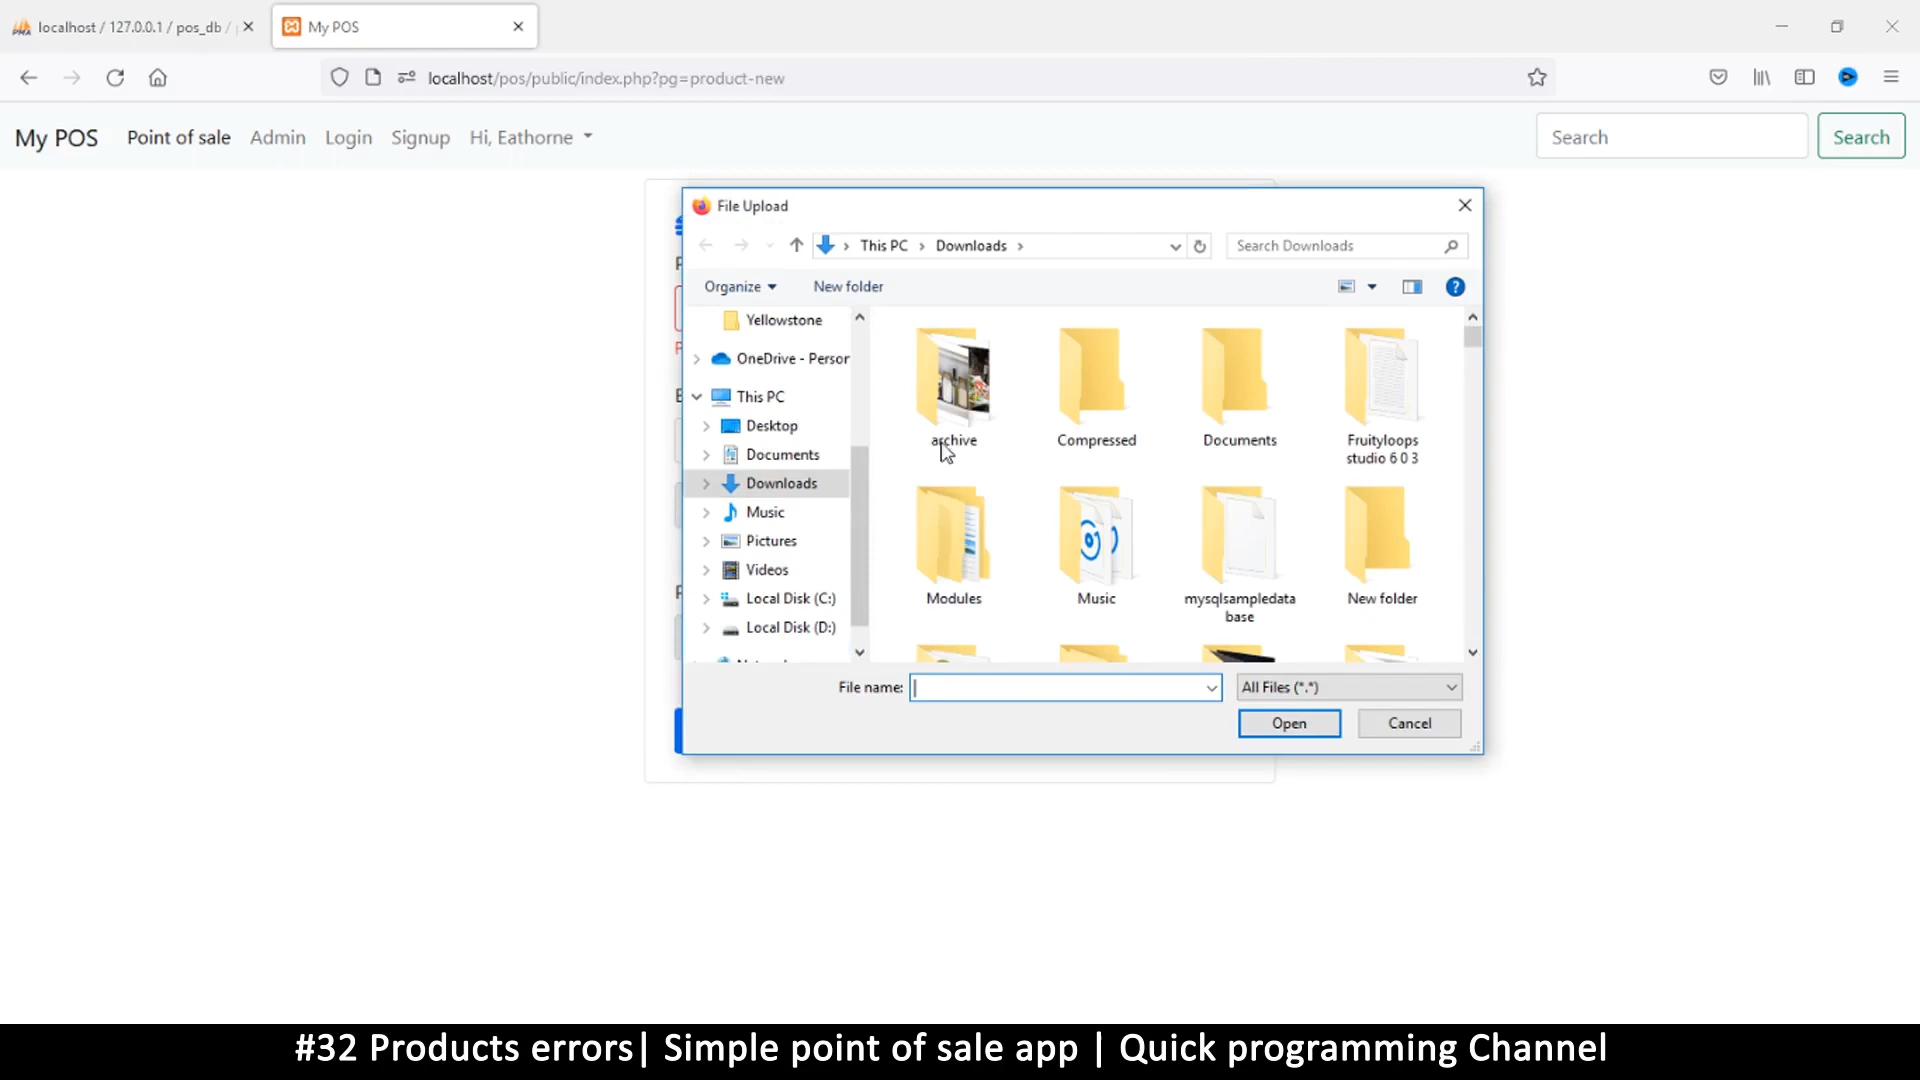 localhost / 127.0.0.1 / pos_db /
My POS
localhost/pos/public/index.php?pg=product-new
My POS
Point of sale
Admin
Login
Signup
Hi, Eathorne
Search
Search
File Upload
This PC
Downloads
Search Downloads
Organize
New folder
Yellowstone
OneDrive - Person
This PC
Desktop
Documents
Downloads
Music
Pictures
Videos
Local Disk (C:)
Local Disk (D:)
archive
Compressed
Documents
Fruityloops
studio 6 0 3
Modules
Music
mysqlsampledata
base
New folder
File name:
All Files (*.*)
Open
Cancel
#32 Products errors| Simple point of sale app | Quick programming Channel